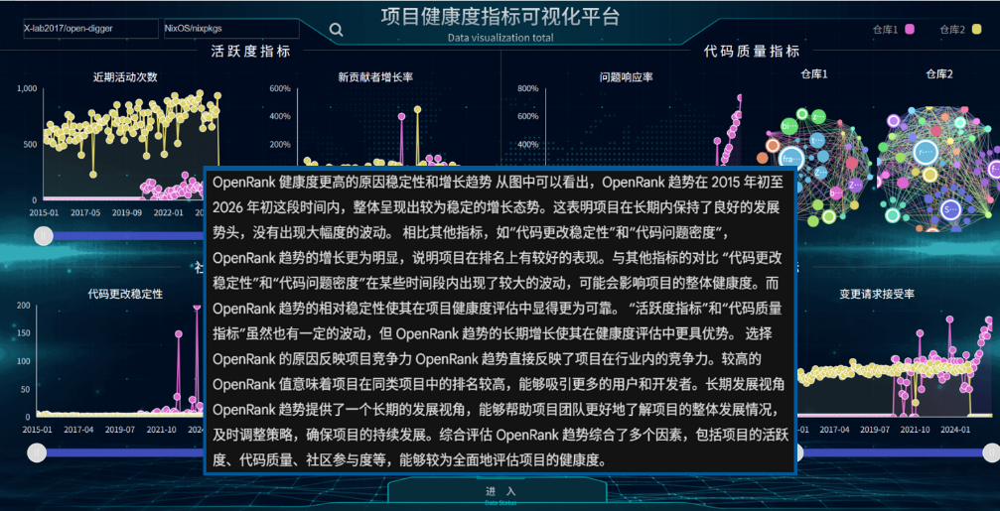 X-lab2017/open-digger
NixOS/nixpkgs
项目健康度指标可视化平台
Data visualization total
仓库1
仓库2
活跃度指标
代码质量指标
近期活动次数
1,000
500
0
2015-01 2017-05 2019-09 2022-01
新贡献者增长率
600%
400%
200%
问题响应率
800%
600%
400%
仓库1
仓库2
OpenRank 健康度更高的原因稳定性和增长趋势 从图中可以看出，OpenRank 趋势在 2015 年初至
2026 年初这段时间内，整体呈现出较为稳定的增长态势。这表明项目在长期内保持了良好的发展
势头，没有出现大幅度的波动。 相比其他指标，如“代码更改稳定性”和“代码问题密度”，
OpenRank 趋势的增长更为明显，说明项目在排名上有较好的表现。与其他指标的对比 “代码更改
稳定性”和“代码问题密度”在某些时间段内出现了较大的波动，可能会影响项目的整体健康度。而
OpenRank 趋势的相对稳定性使其在项目健康度评估中显得更为可靠。 “活跃度指标”和“代码质量
指标”虽然也有一定的波动，但 OpenRank 趋势的长期增长使其在健康度评估中更具优势。 选择
OpenRank 的原因反映项目竞争力 OpenRank 趋势直接反映了项目在行业内的竞争力。较高的
OpenRank 值意味着项目在同类项目中的排名较高，能够吸引更多的用户和开发者。长期发展视角
OpenRank 趋势提供了一个长期的发展视角，能够帮助项目团队更好地了解项目的整体发展情况，
及时调整策略，确保项目的持续发展。综合评估 OpenRank 趋势综合了多个因素，包括项目的活跃
度、代码质量、社区参与度等，能够较为全面地评估项目的健康度。
代码更改稳定性
200
150
100
50
0
2015-01 2017-04 2019-07 2021-10 2024-01
变更请求接受率
2017-04 2019-07 2021-10 2024-01
进 入
Data Status